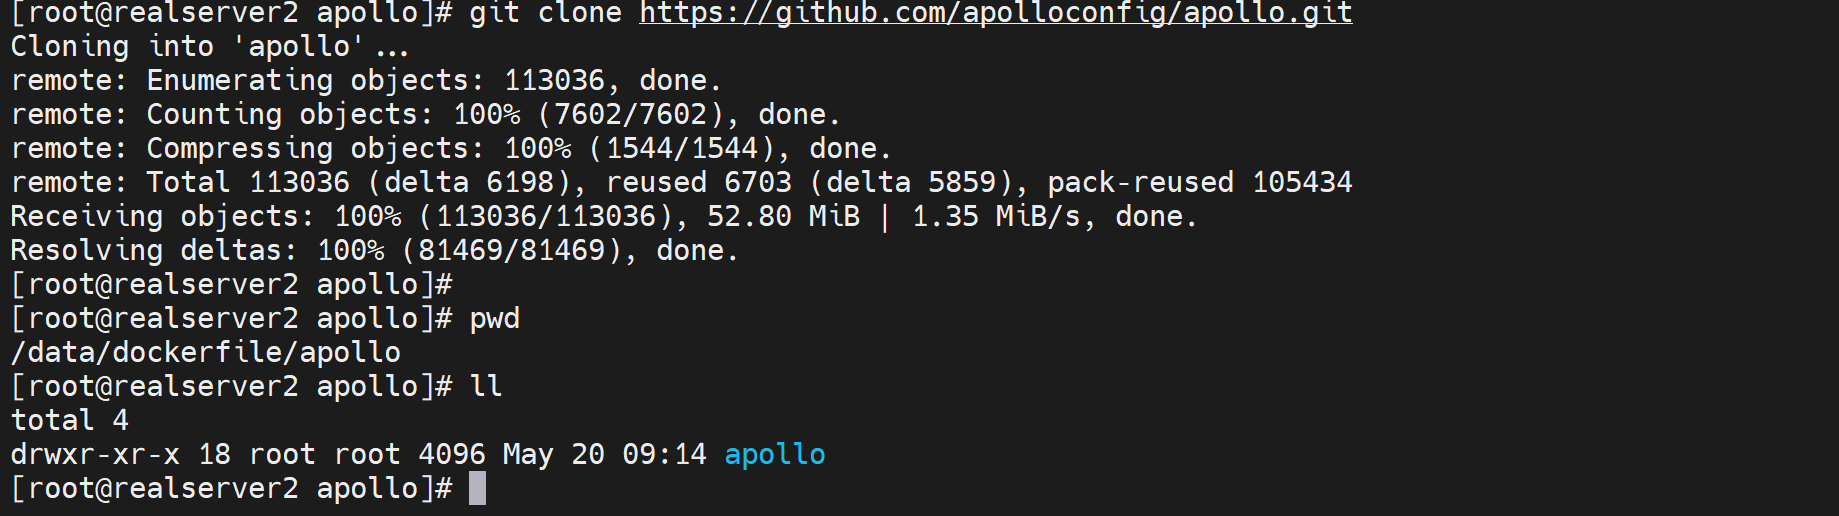 [root@realserver2 apollo]# git clone https://github.com/apolloconfig/apollo.git
Cloning into 'apollo'...
remote: Enumerating objects: 113036, done.
remote: Counting objects: 100% (7602/7602), done.
remote: Compressing objects: 100% (1544/1544), done.
remote: Total 113036 (delta 6198), reused 6703 (delta 5859), pack-reused 105434
Receiving objects: 100% (113036/113036), 52.80 MiB | 1.35 MiB/s, done.
Resolving deltas: 100% (81469/81469), done.
[root@realserver2 apollo]#
[root@realserver2 apollo]# pwd
/data/dockerfile/apollo
[root@realserver2 apollo]# ll
total 4
drwxr-xr-x 18 root root 4096 May 20 09:14 apollo
[root@realserver2 apollo]#